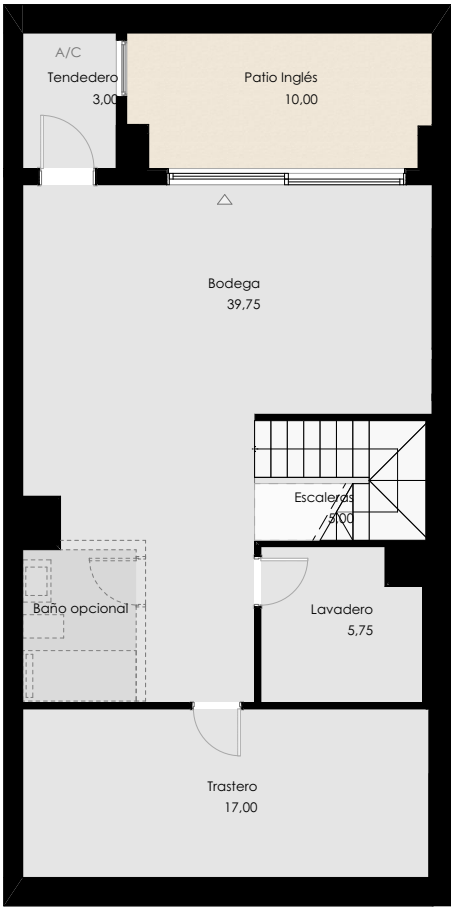 A/C
Tendedero
3,00
Patio Inglés
10,00
Bodega
39,75
Escaleras
5,00
Baño opcional
Lavadero
5,75
Trastero
17,00